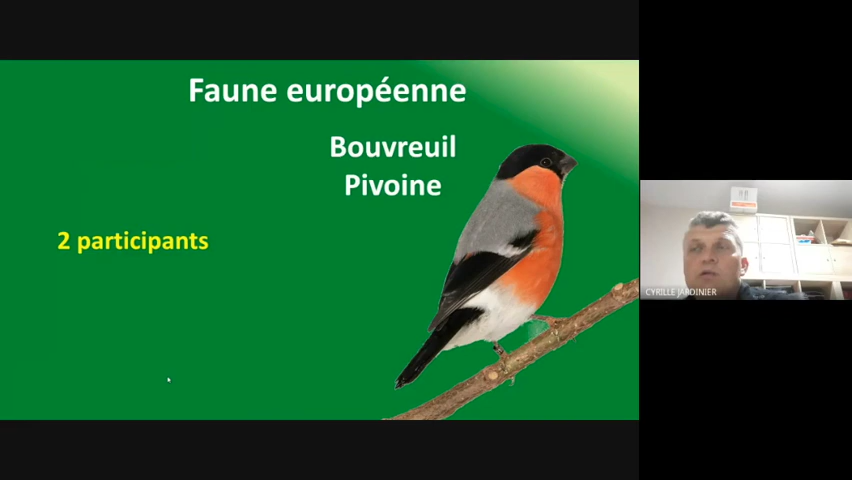 Faune européenne
Bouvreuil
Pivoine
2 participants
CYRILLE JARDINIER